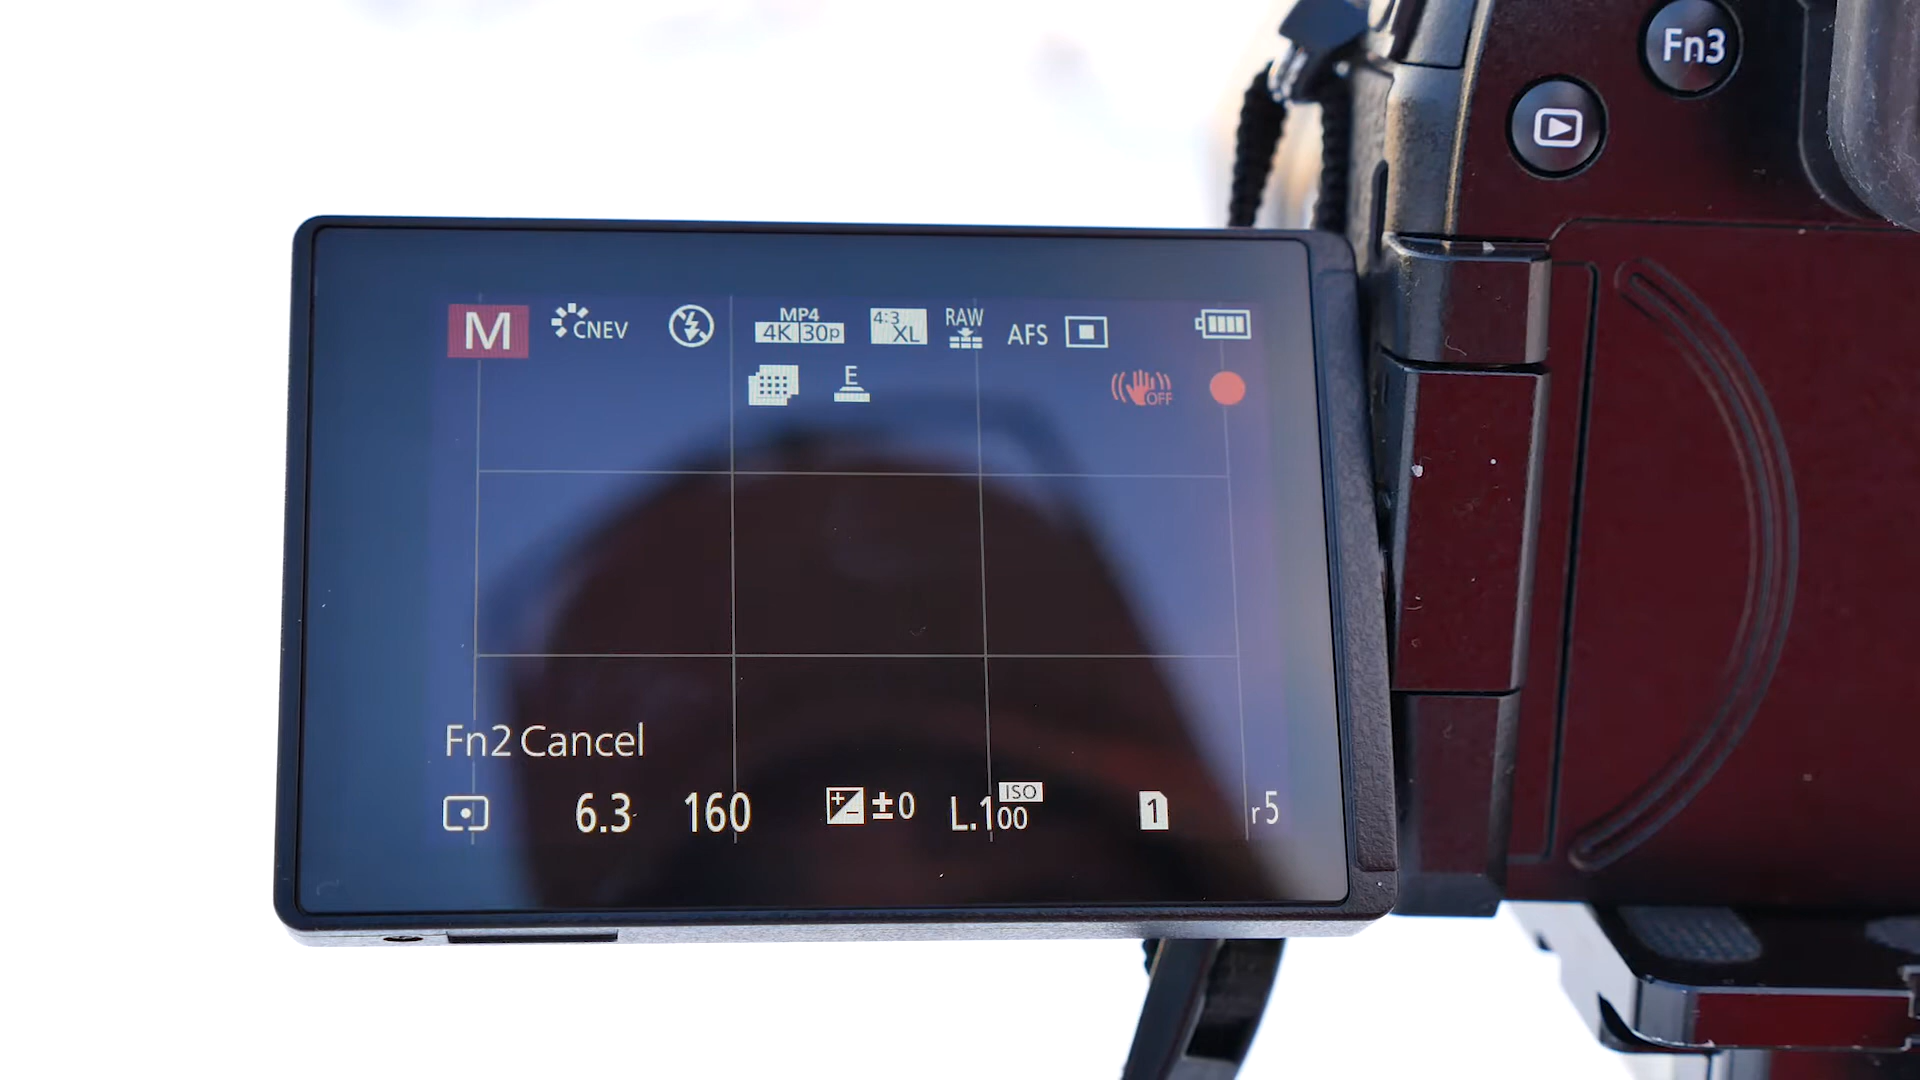 Fn3
M CNEV MP4 4K 30p 4:3 XL RAW AFS
E OFF
Fn2 Cancel
6.3 160 ±0 L.100 ISO 1 r5